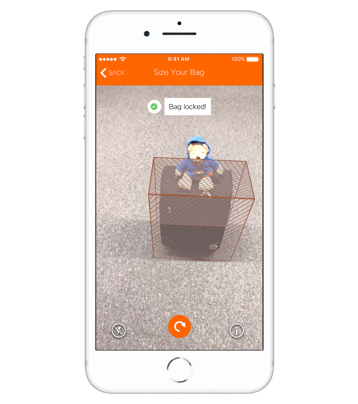 9:41 AM
100%
BACK
Size Your Bag
Bag locked!